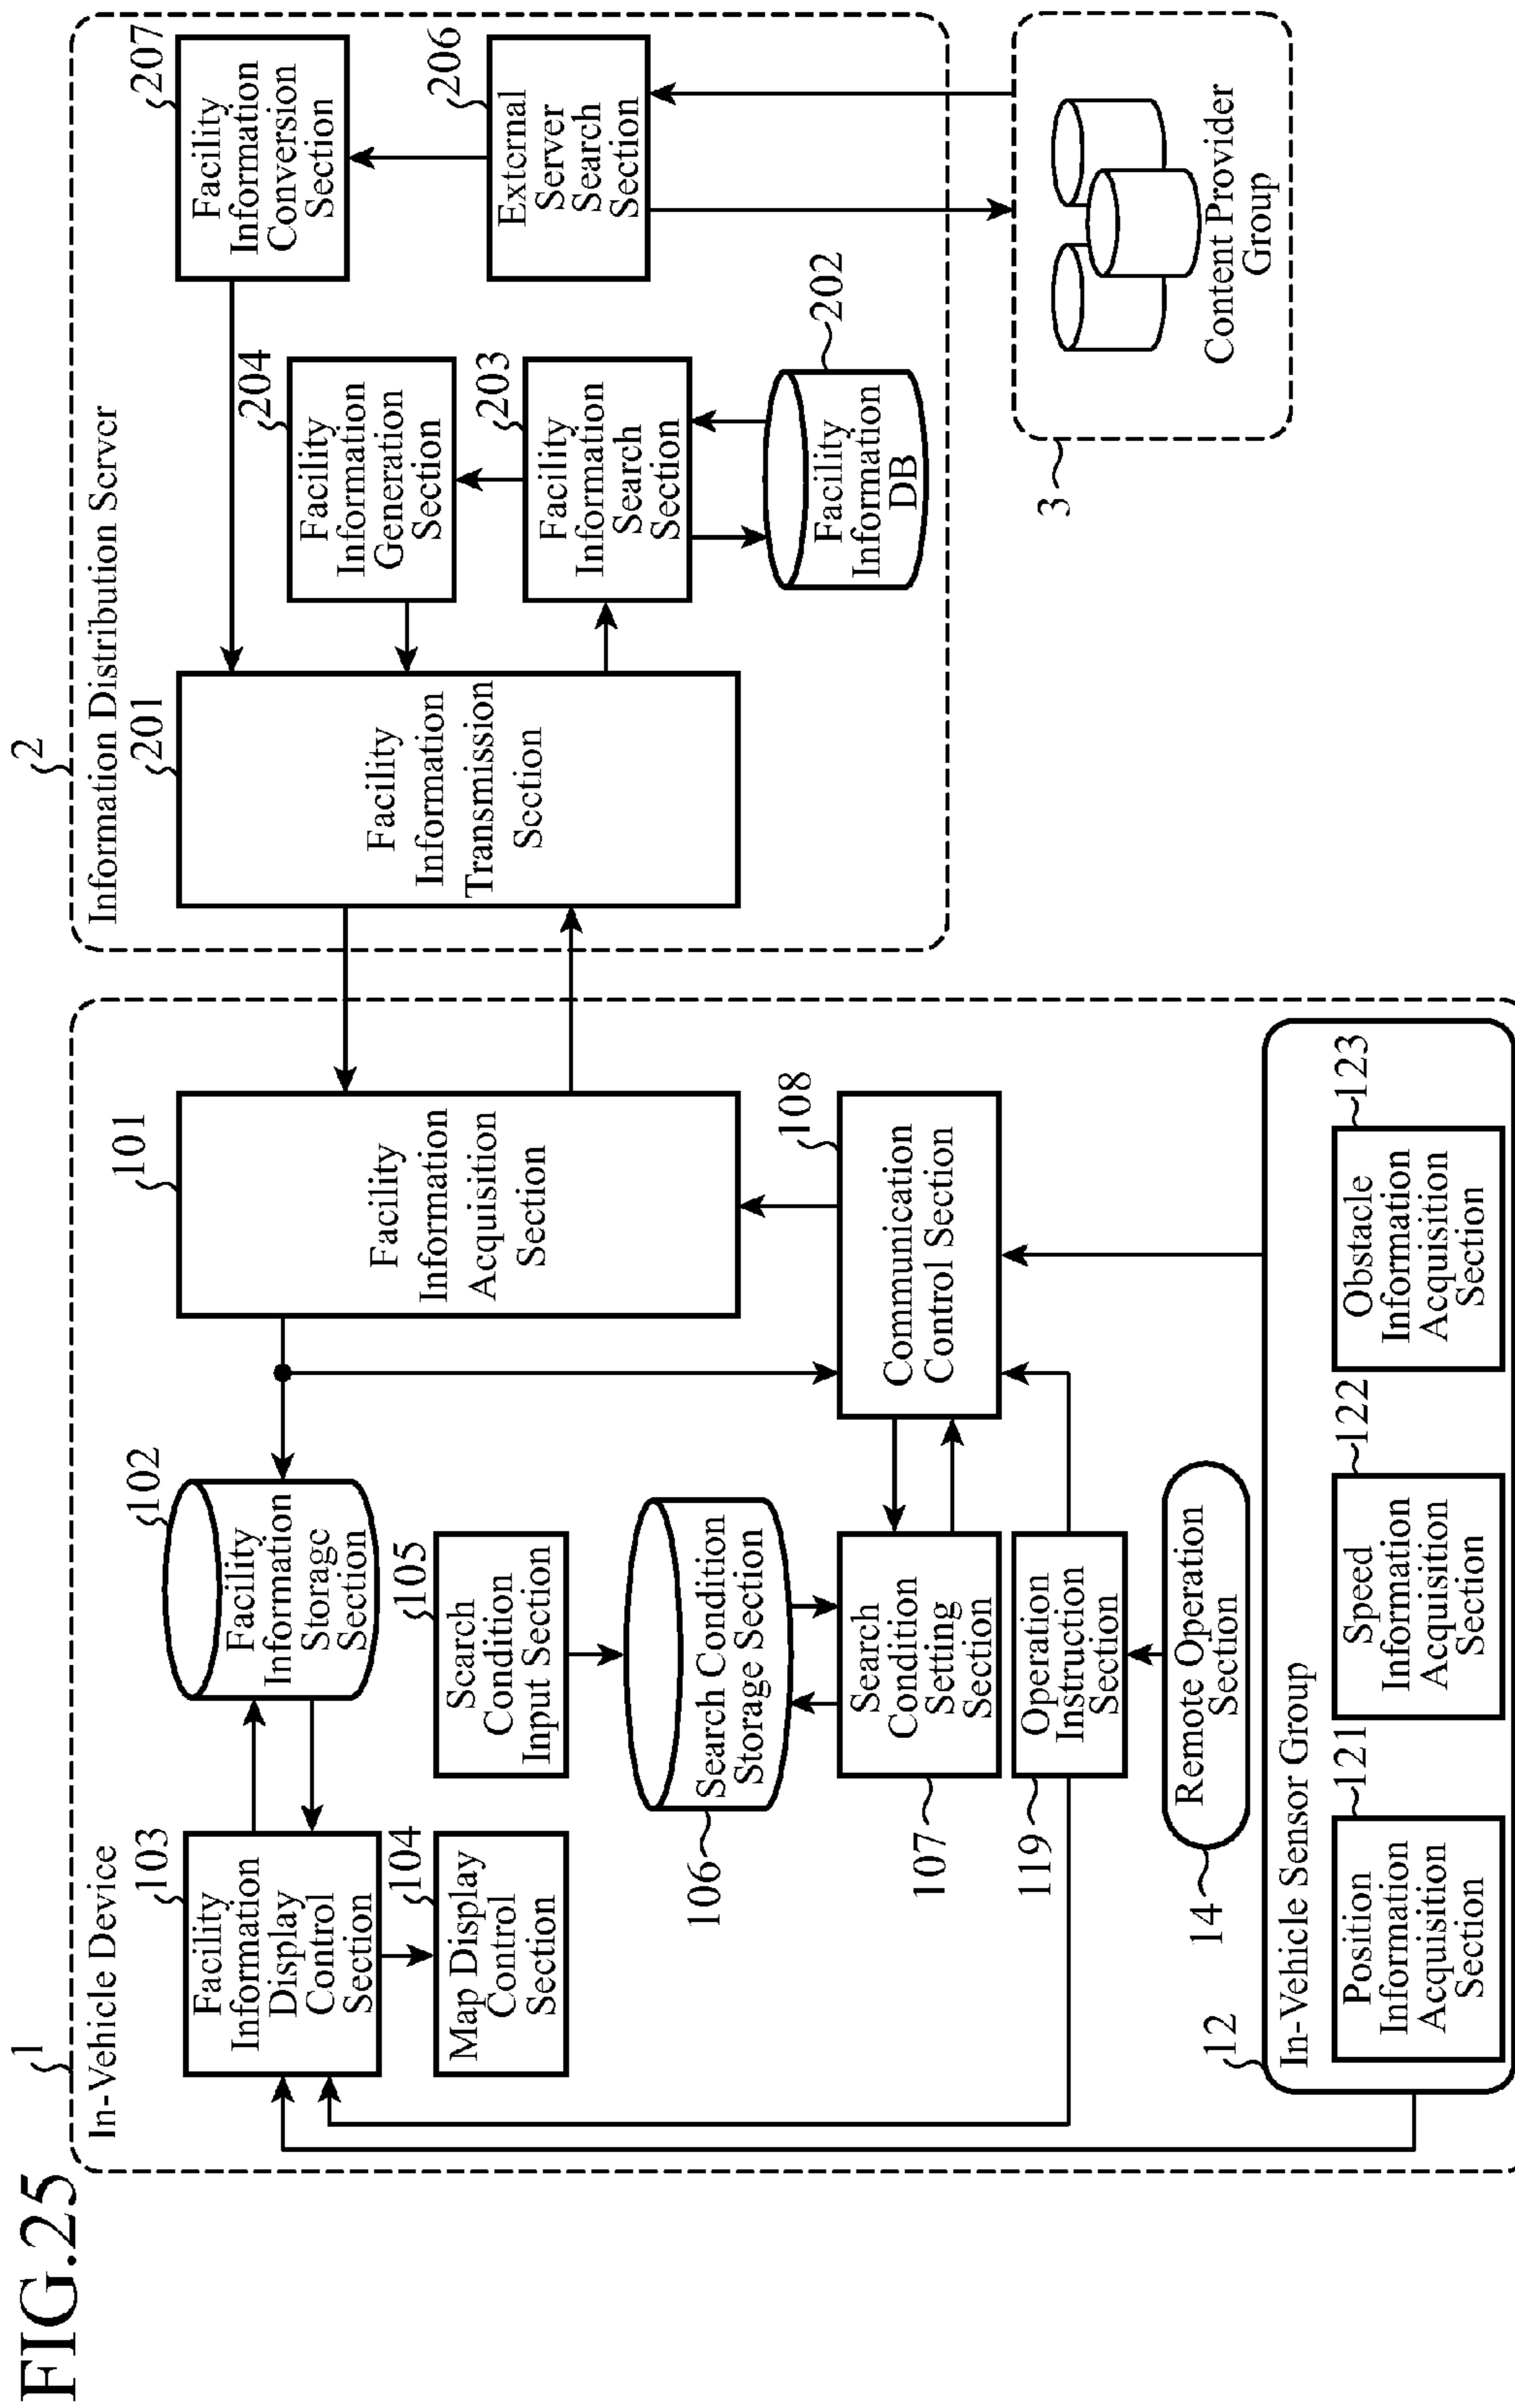 FIG.25
1
In-Vehicle Device
103
Facility
Information
Display
Control
Section
104
Map Display
Control
Section
102
Facility
Information
Storage
Section
105
Search
Condition
Input Section
106
Search Condition
Storage Section
107
Search
Condition
Setting
Section
119
Operation
Instruction
Section
14
Remote Operation
Section
101
Facility
Information
Acquisition
Section
108
Communication
Control Section
12
In-Vehicle Sensor Group
121
Position
Information
Acquisition
Section
122
Speed
Information
Acquisition
Section
123
Obstacle
Information
Acquisition
Section
2
Information Distribution Server
201
Facility
Information
Transmission
Section
204
Facility
Information
Generation
Section
203
Facility
Information
Search
Section
202
Facility
Information
DB
207
Facility
Information
Conversion
Section
206
External
Server
Search
Section
3
Content Provider
Group